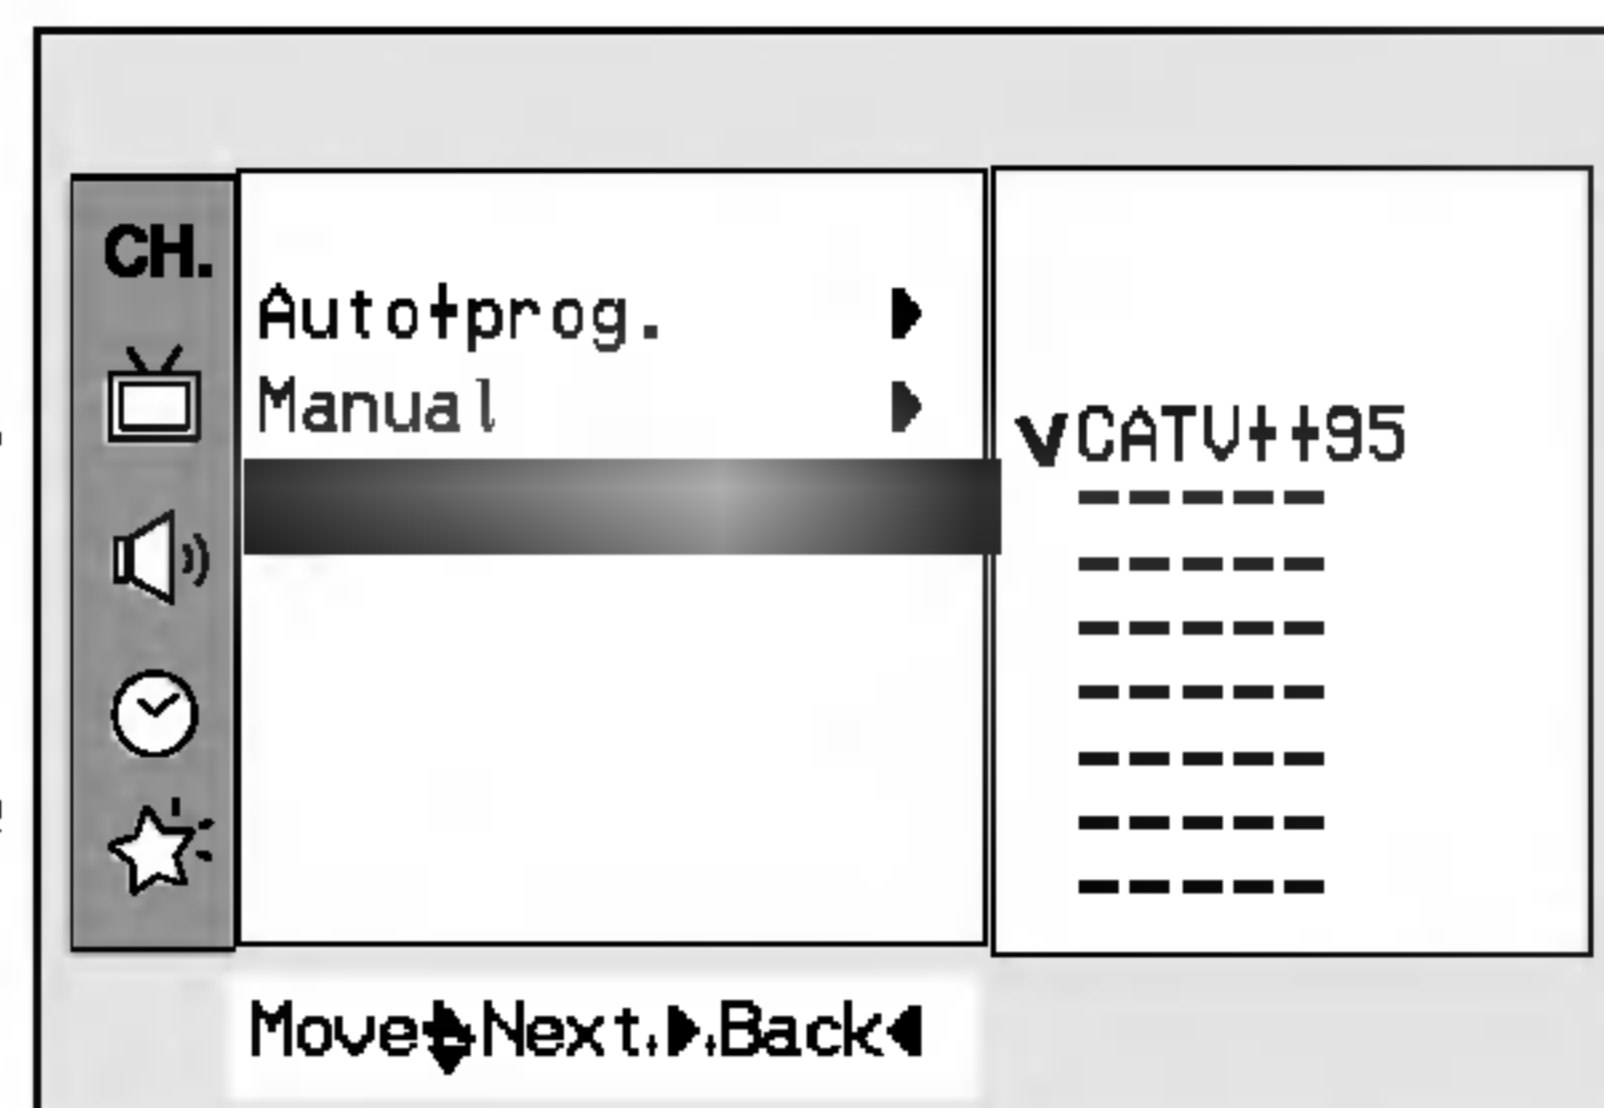 CH.
Auto prog.
Manual
CATV 95
-----
-----
-----
-----
-----
-----
-----
Move Next Back